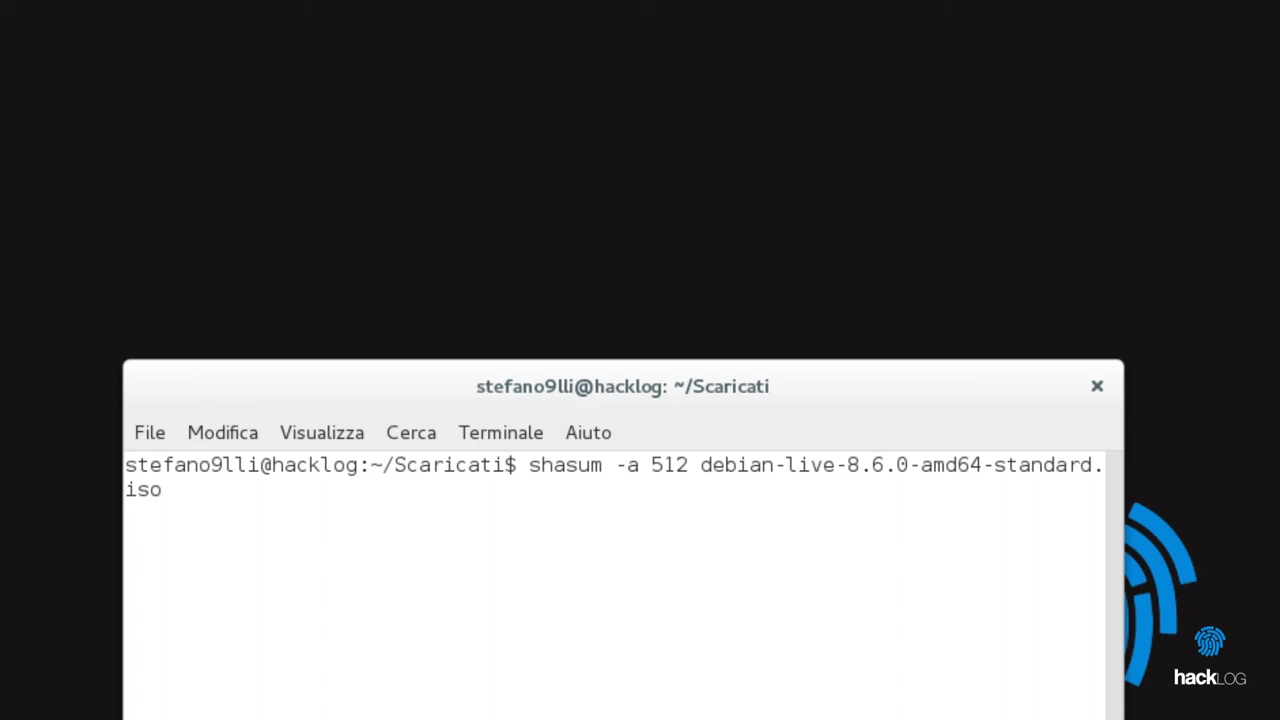 stefano9lli@hacklog: ~/Scaricati
File Modifica Visualizza Cerca Terminale Aiuto
stefano9lli@hacklog:~/Scaricati$ shasum -a 512 debian-live-8.6.0-amd64-standard.
iso
hackLOG